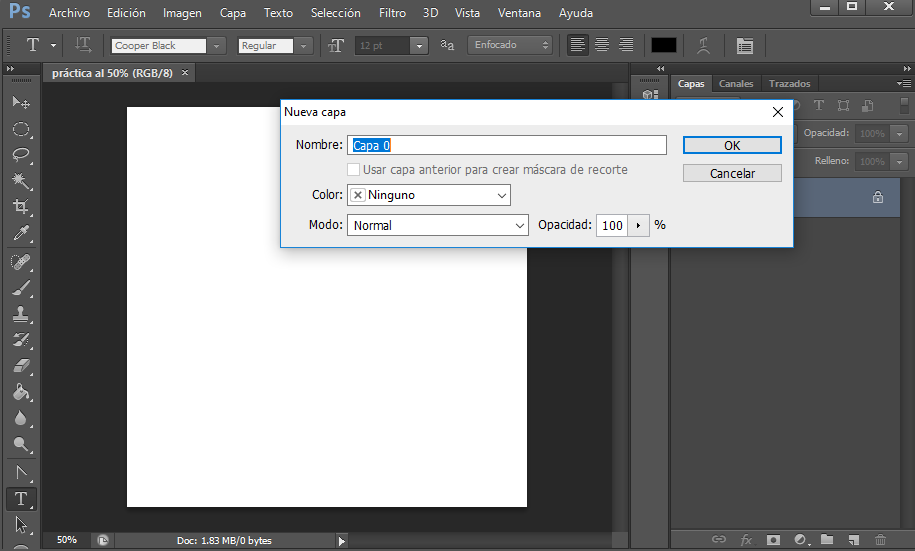 Ps Archivo Edición Imagen Capa Texto Selección Filtro 3D Vista Ventana Ayuda
T Cooper Black Regular 12 pt aa Enfocado
práctica al 50% (RGB/8) ×
Capas Canales Trazados
Nueva capa
Nombre: Capa 0 OK
Usar capa anterior para crear máscara de recorte Cancelar
Color: Ninguno
Modo: Normal Opacidad: 100 %
Opacidad: 100%
Relleno: 100%
50% Doc: 1.83 MB/0 bytes
fx